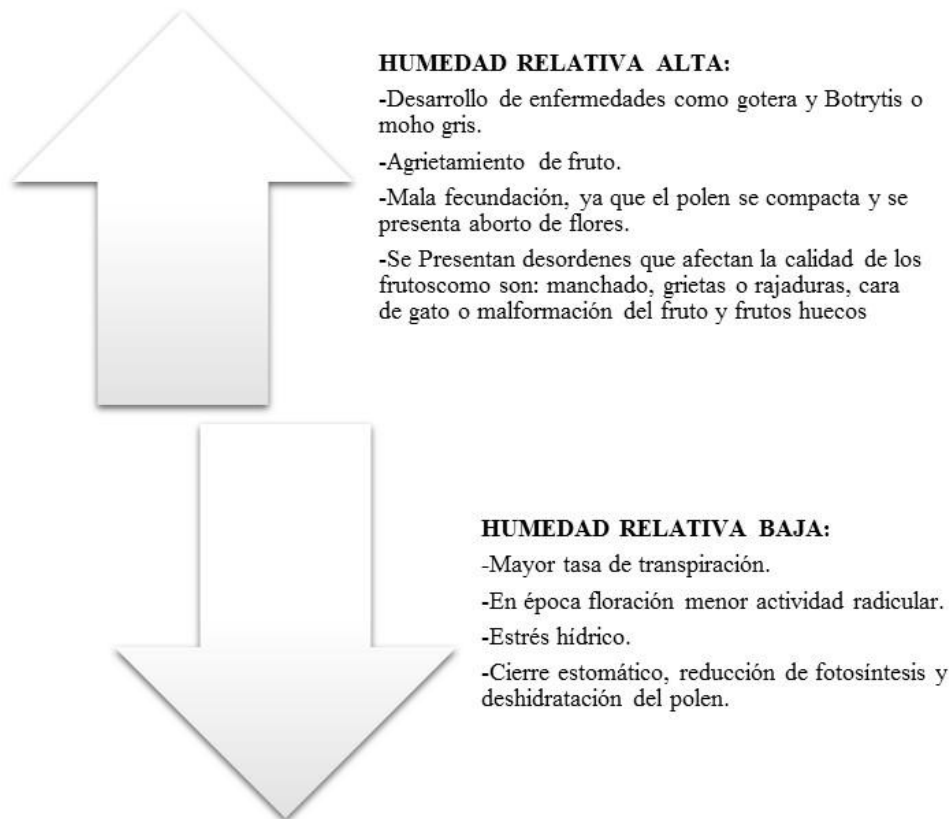 HUMEDAD RELATIVA ALTA:
-Desarrollo de enfermedades como gotera y Botrytis o
moho gris.
-Agrietamiento de fruto.
-Mala fecundación, ya que el polen se compacta y se
presenta aborto de flores.
-Se Presentan desordenes que afectan la calidad de los
frutoscomo son: manchado, grietas o rajaduras, cara
de gato o malformación del fruto y frutos huecos
HUMEDAD RELATIVA BAJA:
-Mayor tasa de transpiración.
-En época floración menor actividad radicular.
-Estrés hídrico.
-Cierre estomático, reducción de fotosíntesis y
deshidratación del polen.